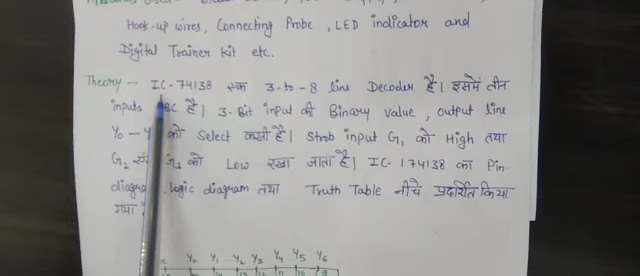 Hook-up wires, Connecting Probe, LED indicator and
Digital Trainer Kit etc.
Theory - IC-74138 एक 3-to-8 line Decoder है। इसमें तीन
inputs ABC है। 3-Bit input की Binary value, output line
Y₀ - को Select करती है। Strob input G₁ को High तथा
G₂ को Low रखा जाता है। IC-174138 का Pin
diagram, logic diagram तथा Truth Table नीचे प्रदर्शित किया
गया
Y₀ Y₁ Y₂ Y₃ Y₄ Y₅ Y₆